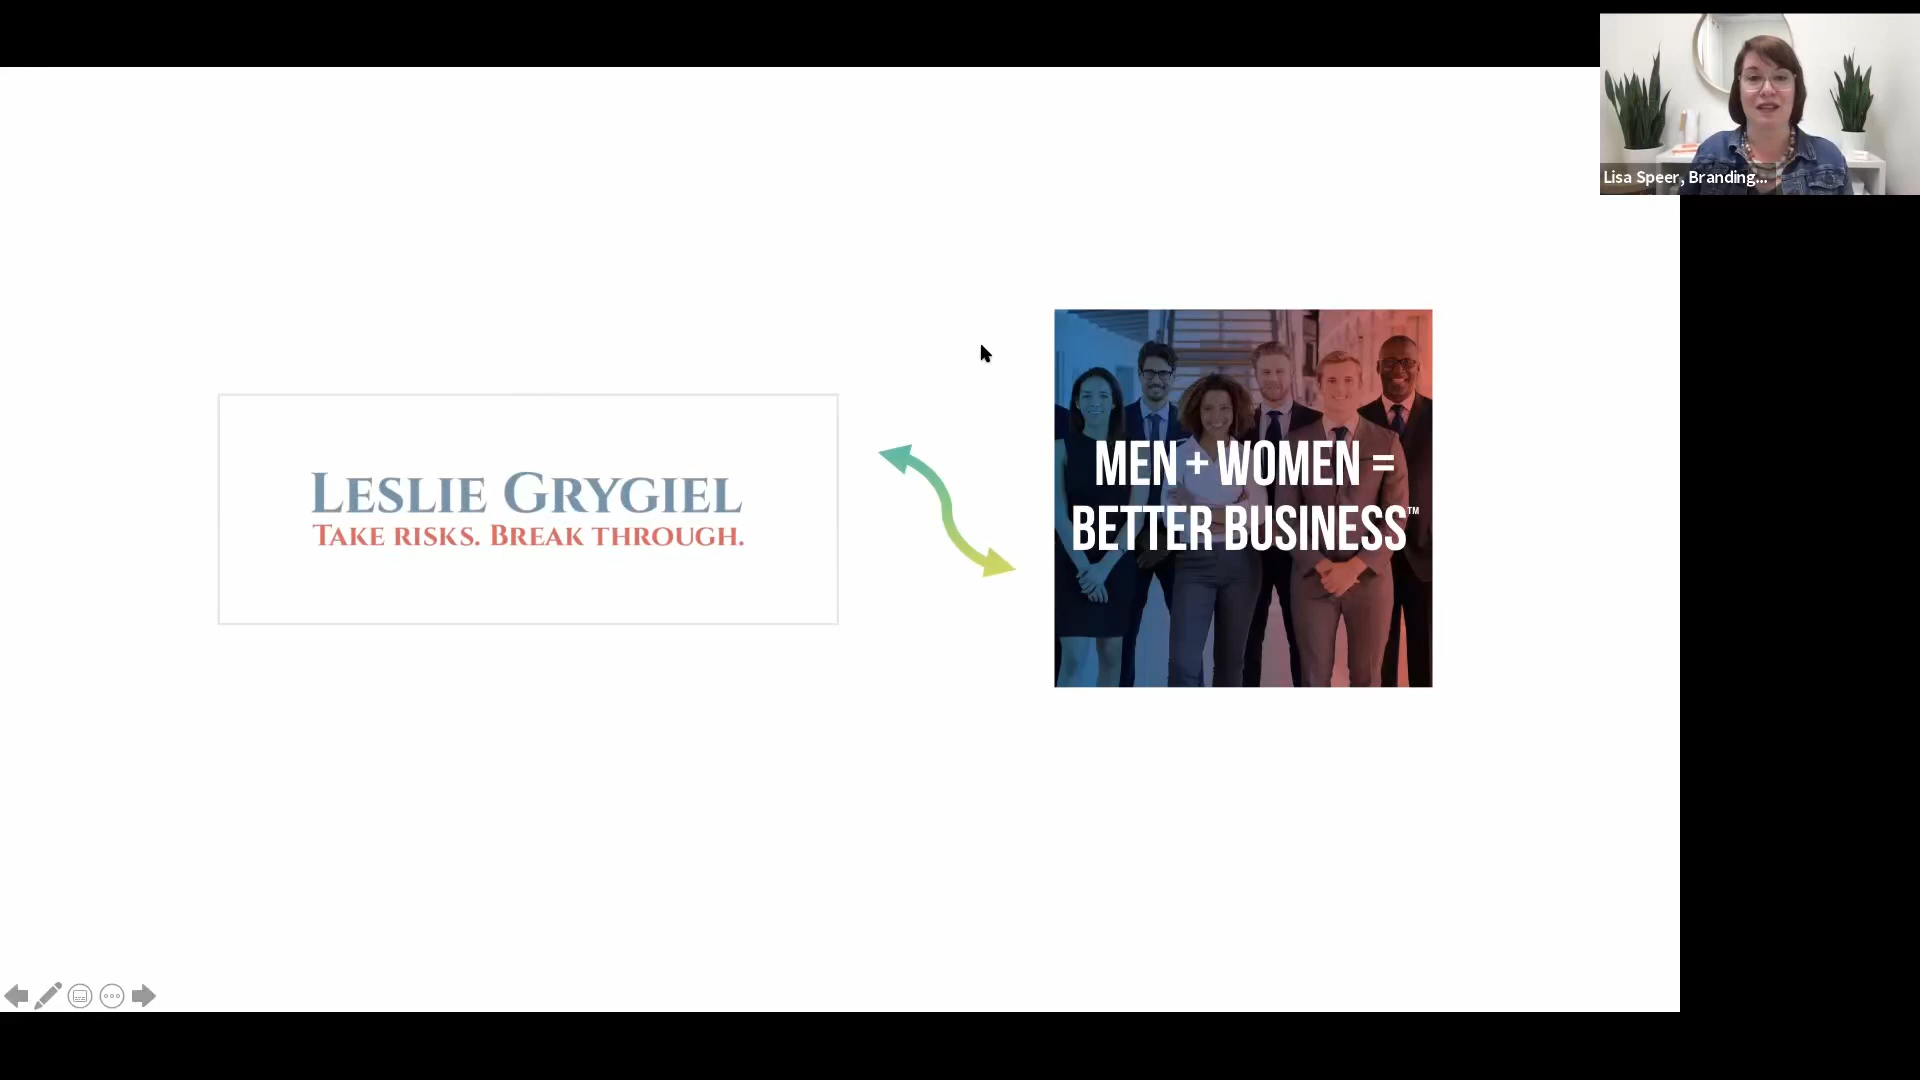 Lisa Speer, Branding...
LESLIE GRYGIEL
TAKE RISKS. BREAK THROUGH.
MEN + WOMEN =
BETTER BUSINESS™